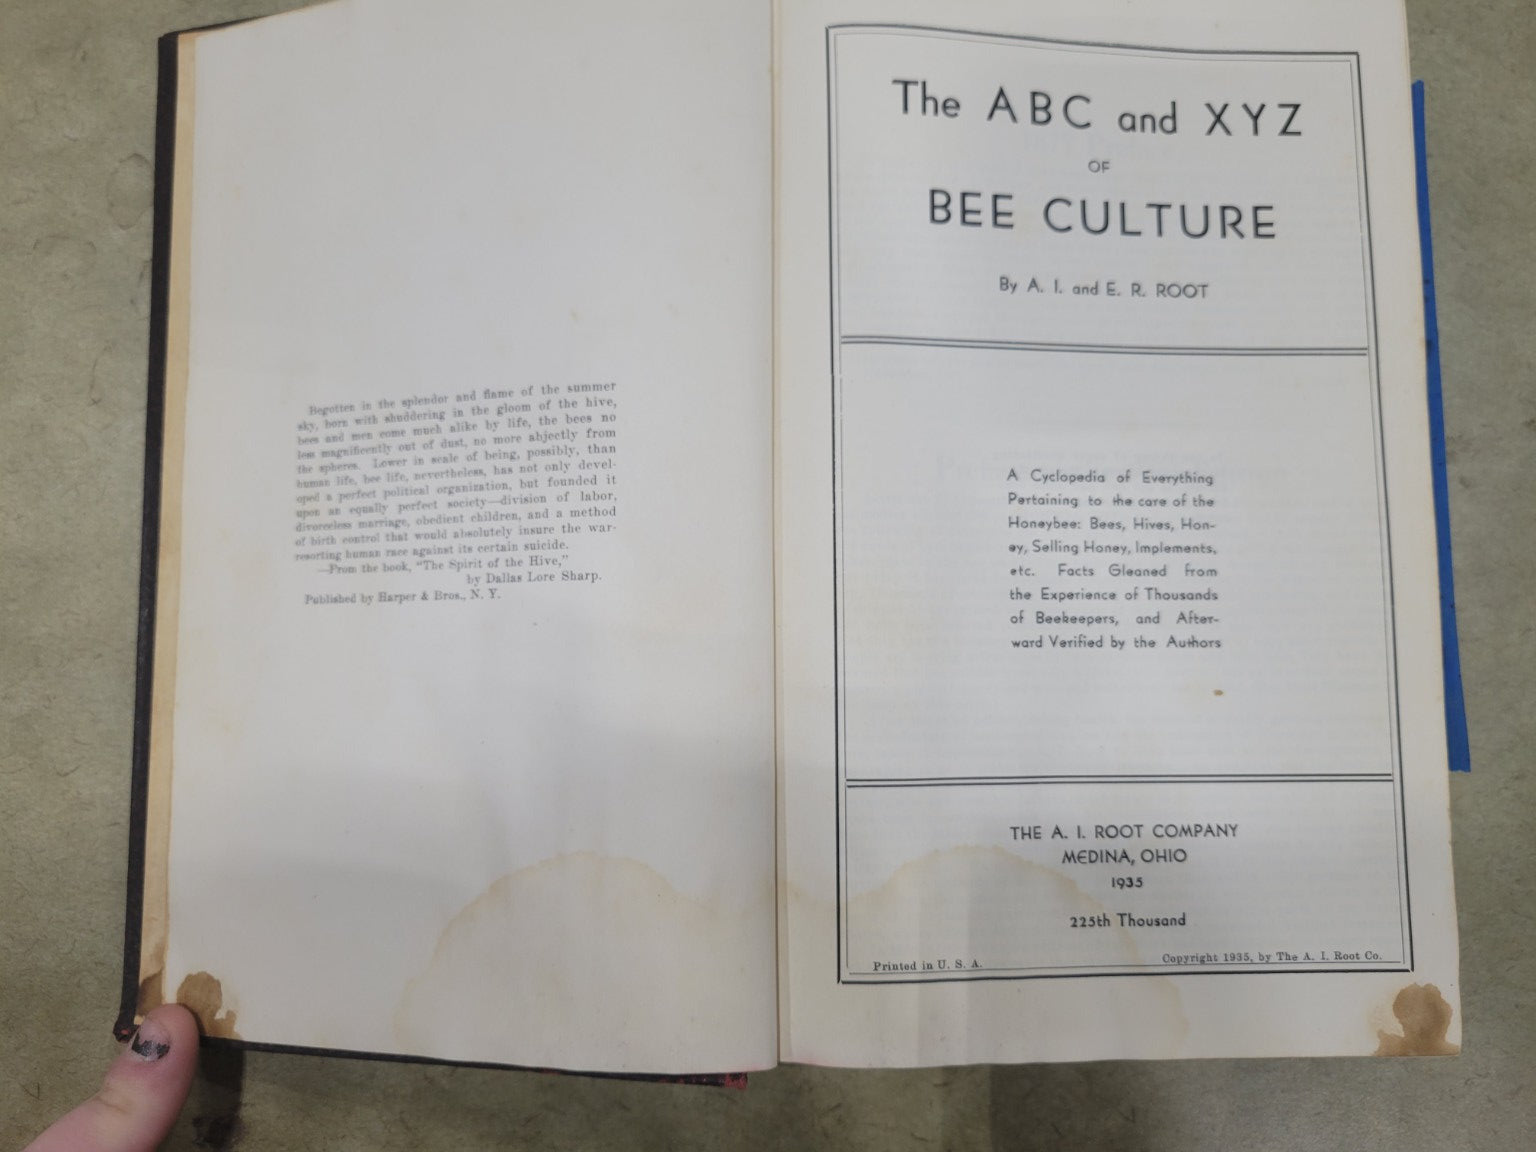 Begotten in the splendor and flame of the summer
sky, born with shuddering in the gloom of the hive,
bees and men come much alike by life, the bees no
less magnificently out of dust, no more abjectly from
the spheres. Lower in scale of being, possibly, than
human life, bee life, nevertheless, has not only devel-
oped a perfect political organization, but founded it
upon an equally perfect society—division of labor,
divorceless marriage, obedient children, and a method
of birth control that would absolutely insure the war-
resorting human race against its certain suicide.
—From the book, "The Spirit of the Hive,"
by Dallas Lore Sharp.
Published by Harper & Bros., N. Y.
The ABC and XYZ
OF
BEE CULTURE
By A. I. and E. R. ROOT
A Cyclopedia of Everything
Pertaining to the care of the
Honeybee: Bees, Hives, Hon-
ey, Selling Honey, Implements,
etc. Facts Gleaned from
the Experience of Thousands
of Beekeepers, and After-
ward Verified by the Authors
THE A. I. ROOT COMPANY
MEDINA, OHIO
1935
225th Thousand
Printed in U. S. A.
Copyright 1935, by The A. I. Root Co.